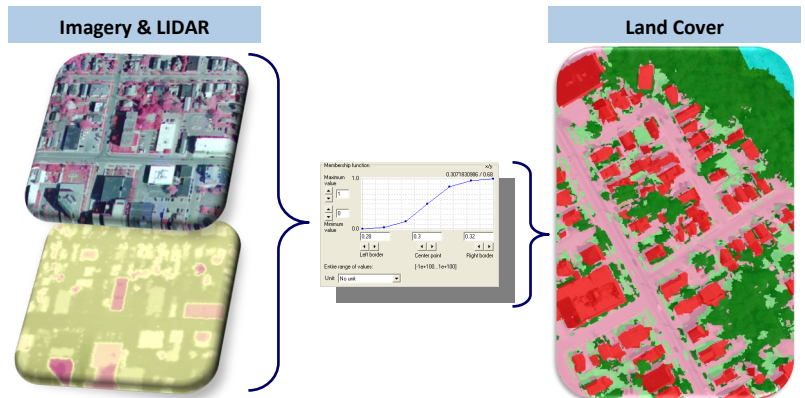 Imagery & LIDAR
Land Cover
Membership function
x/y
Maximum value
1.0
0.3071830986 / 0.68
1
0
Minimum value
0.0
0.28
0.3
0.32
Left border
Center point
Right border
Entire range of values:
[-1e+100...1e+100]
Unit
No unit